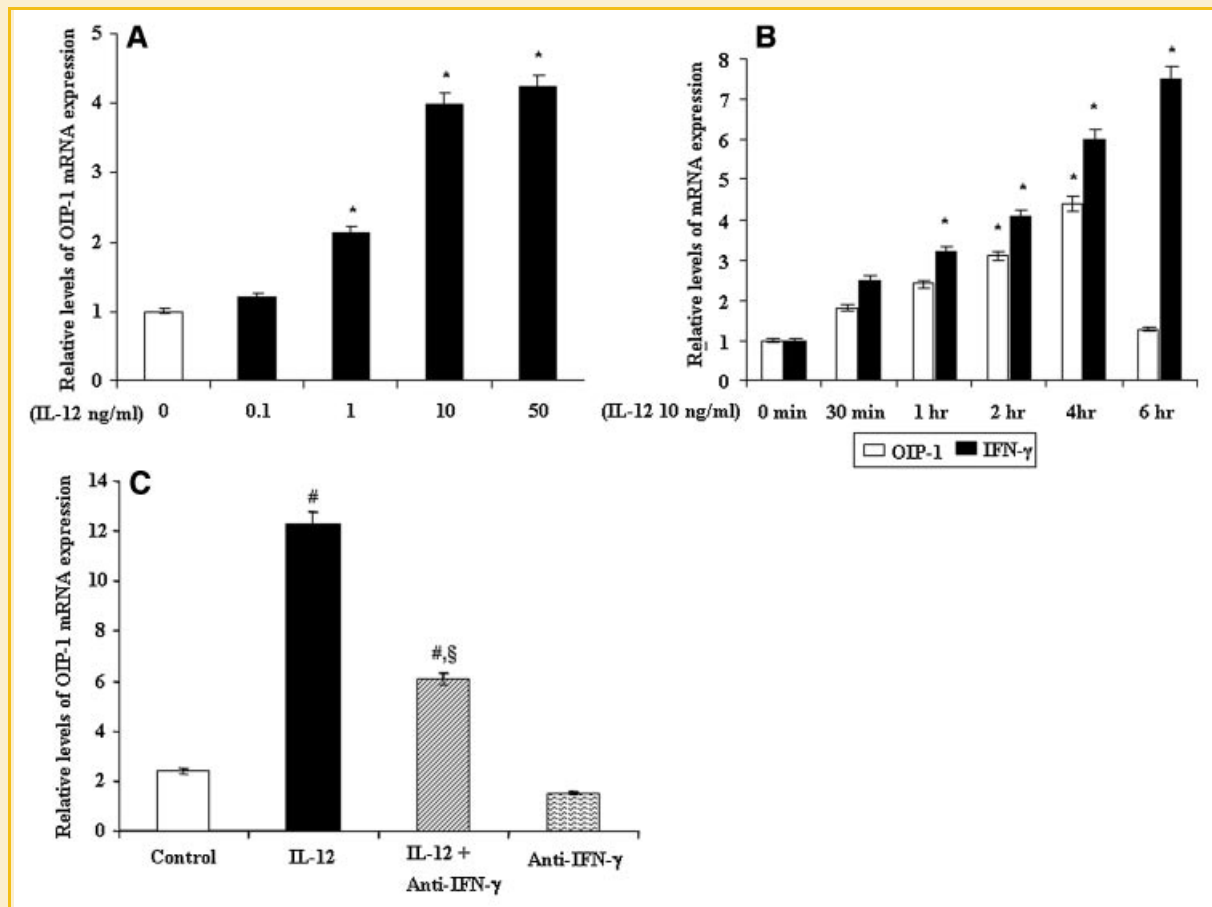 A
Relative levels of OIP-1 mRNA expression
5
4
3
2
1
0
* * *
(IL-12 ng/ml) 0 0.1 1 10 50
B
Relative levels of mRNA expression
8
7
6
5
4
3
2
1
0
* * * * * *
(IL-12 10 ng/ml) 0 min 30 min 1 hr 2 hr 4hr 6 hr
OIP-1 IFN-γ
C
Relative levels of OIP-1 mRNA expression
14
12
10
8
6
4
2
0
#
#,§
Control IL-12 IL-12 + Anti-IFN-γ
Anti-IFN-γ